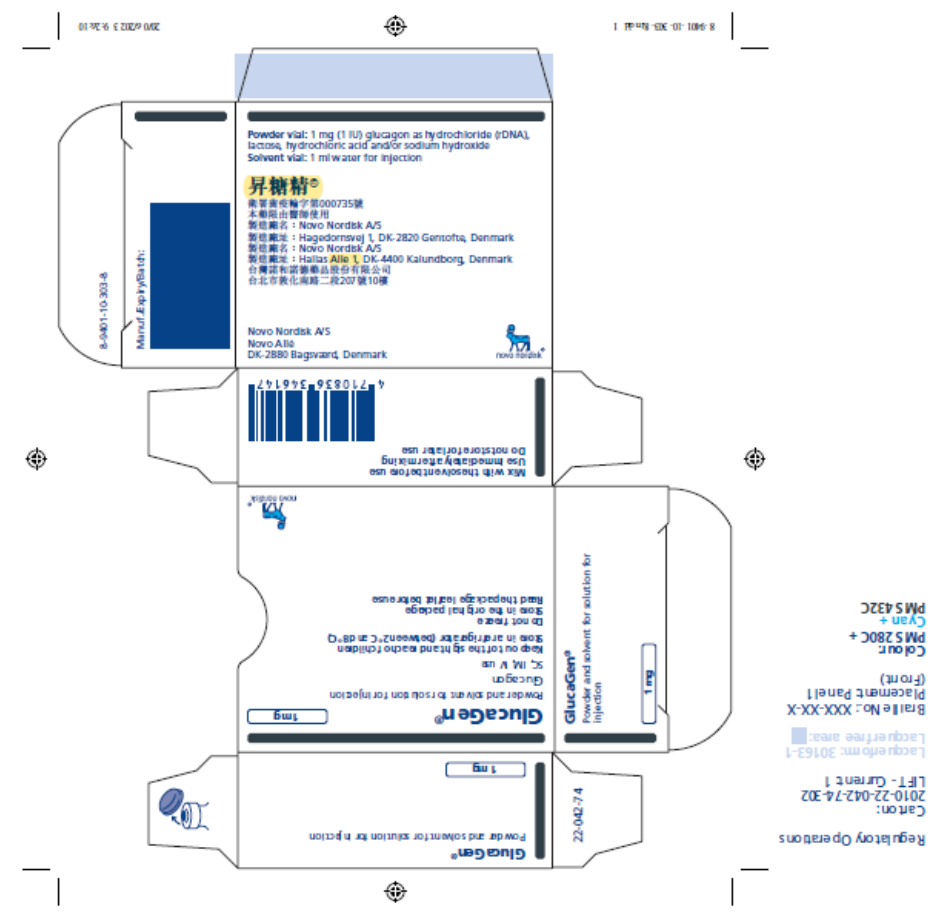 Powder vial: 1 mg (1 IU) glucagon as hydrochloride (rDNA),
lactose, hydrochloric acid and/or sodium hydroxide
Solvent vial: 1 ml water for injection
昇糖精®
衛署菌疫輸字第000735號
本藥限由醫師使用
製造廠名：Novo Nordisk A/S
製造廠址：Hagedornsvej 1, DK-2820 Gentofte, Denmark
製造廠名：Novo Nordisk A/S
製造廠址：Hallas Alle 1, DK-4400 Kalundborg, Denmark
台灣諾和諾德藥品股份有限公司
台北市敦化南路二段207號10樓
Novo Nordisk A/S
Novo Allé
DK-2880 Bagsværd, Denmark
novo nordisk®
Manuf./Expiry/Batch:
8-9401-10-303-8
4 710836 346147
Mix with the solvent before use
Use immediately after mixing
Do not store for later use
novo nordisk®
GlucaGen®
1mg
Powder and solvent for solution for injection
Glucagon
SC, IM, IV use
Keep out of the sight and reach of children
Store in a refrigerator (between 2°C and 8°C)
Do not freeze
Store in the original package
Read the package leaflet before use
GlucaGen®
Powder and solvent for solution for
injection
1 mg
GlucaGen®
Powder and solvent for solution for injection
1 mg
22-042-74
Regulatory Operations
Carton:
2010-22-042-74-302
LIFT - Current 1
Lacquerform: 30163-1
Lacquerfree area:
Braille No.: XXX-XX-X
Placement: Panel 1
(Front)
Colour:
PMS 280C +
Cyan +
PMS 432C